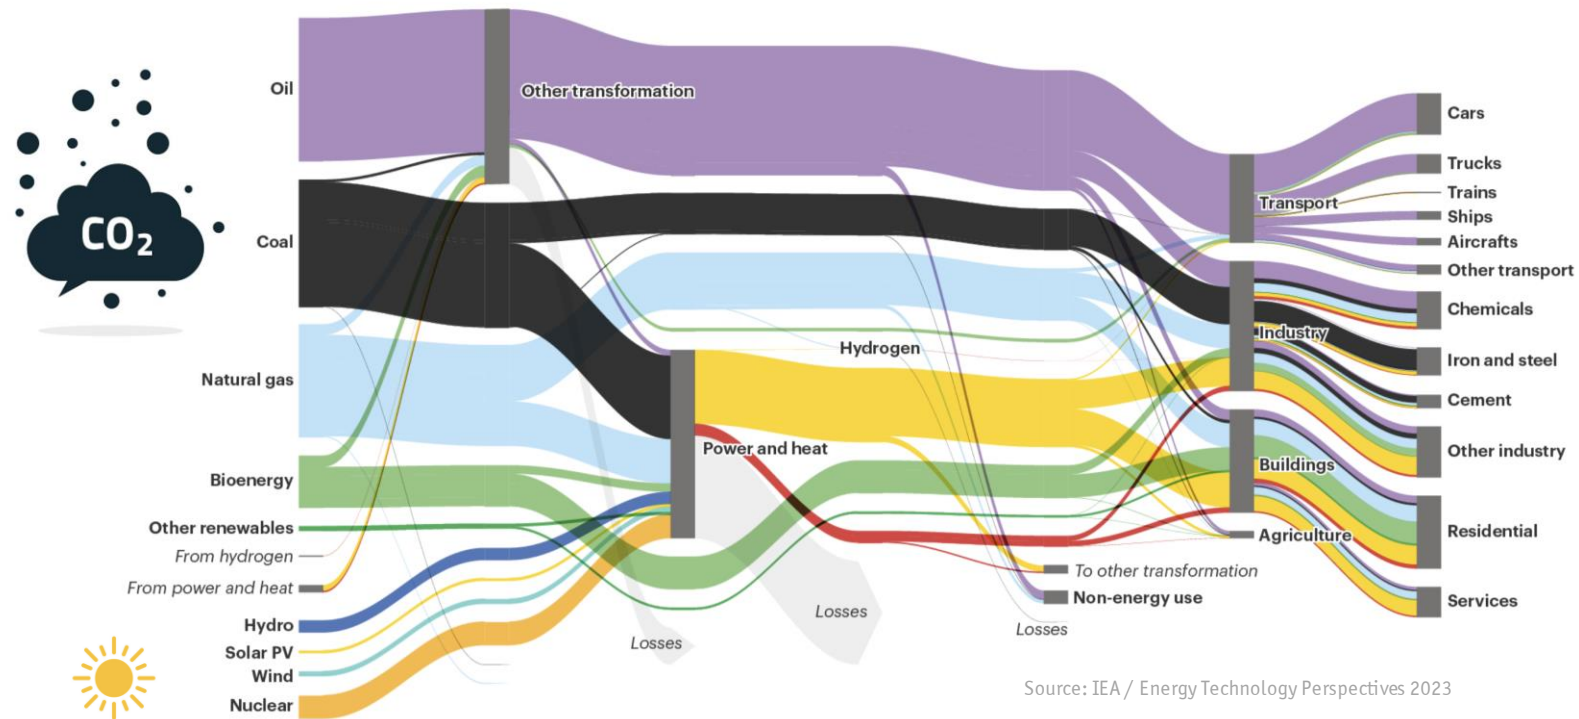 CO₂
Oil
Coal
Natural gas
Bioenergy
Other renewables
From hydrogen
From power and heat
Hydro
Solar PV
Wind
Nuclear
Other transformation
Hydrogen
Power and heat
Losses
Losses
Losses
To other transformation
Non-energy use
Transport
Industry
Buildings
Agriculture
Cars
Trucks
Trains
Ships
Aircrafts
Other transport
Chemicals
Iron and steel
Cement
Other industry
Residential
Services
Source: IEA / Energy Technology Perspectives 2023